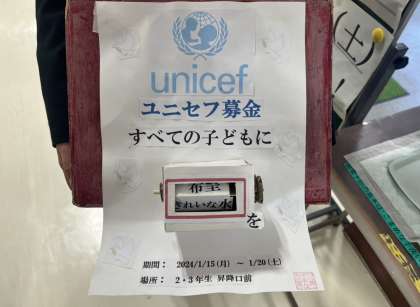 unicef
ユニセフ募金
すべての子どもに
きれいな水
を
期間： 2024/1/15(月) ～ 1/20(土)
場所： 2・3年生 昇降口前
(土)